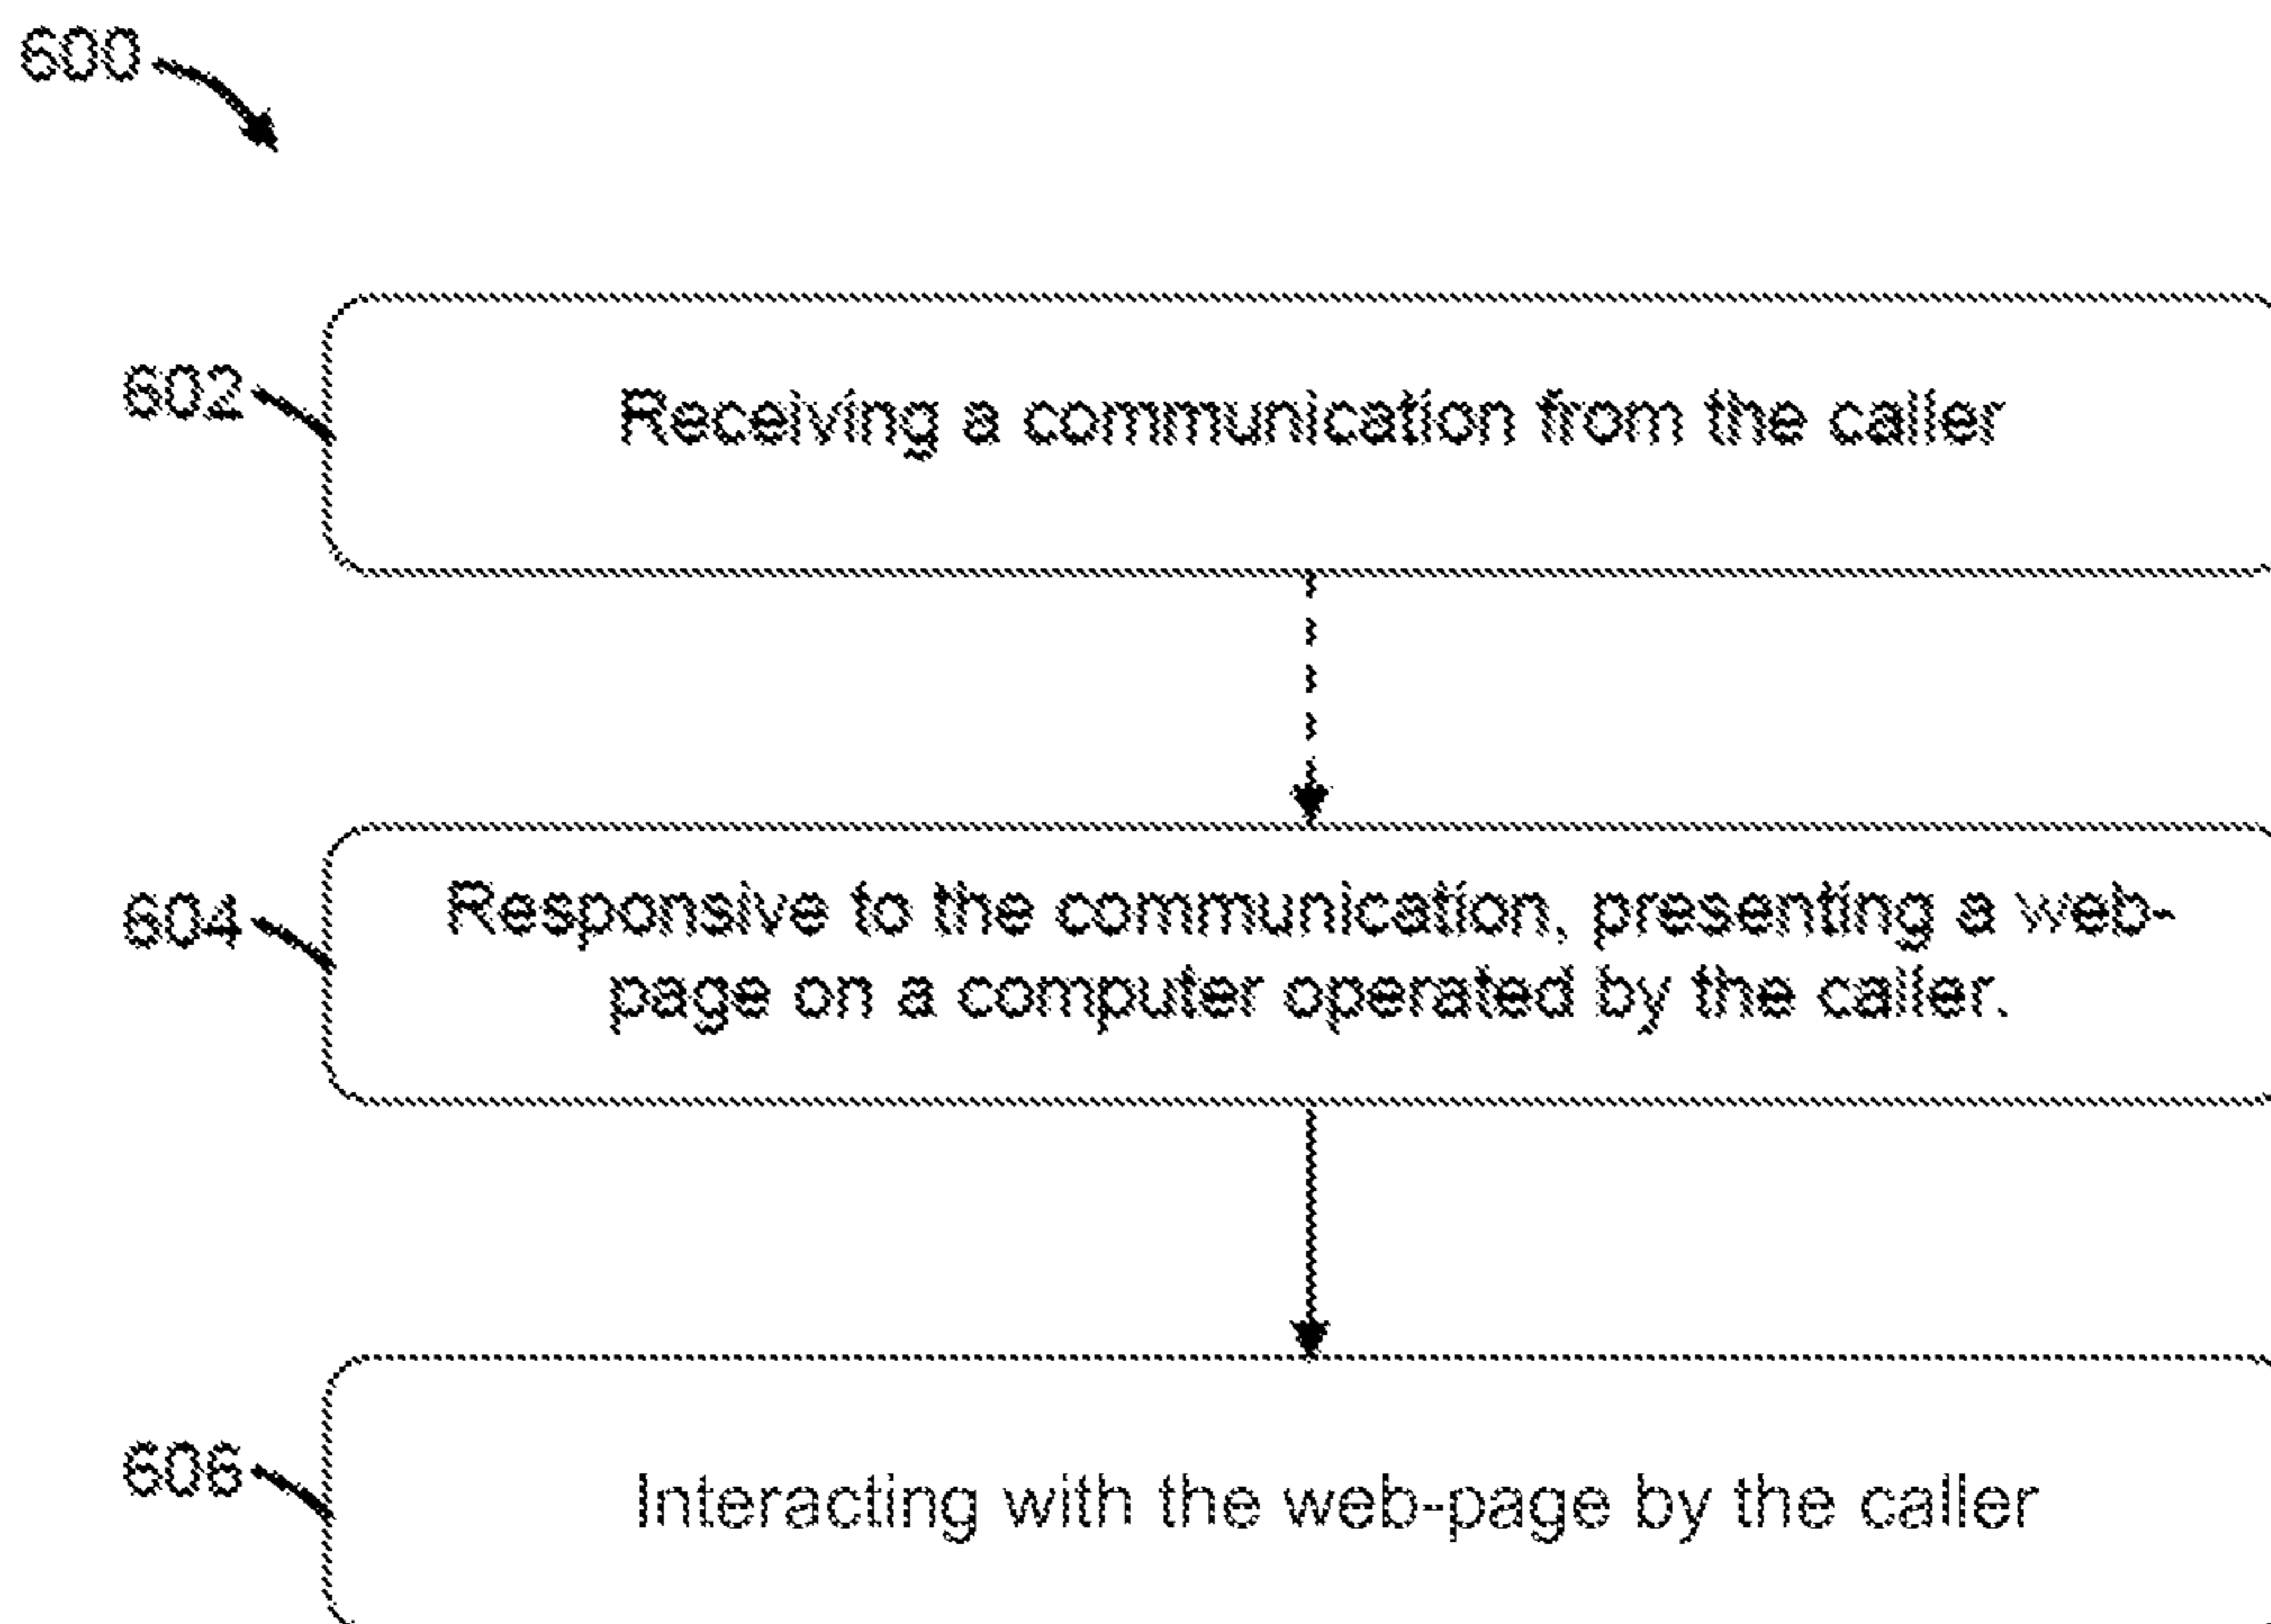 600
602
Receiving a communication from the caller
604
Responsive to the communication, presenting a web-
page on a computer operated by the caller.
606
Interacting with the web-page by the caller